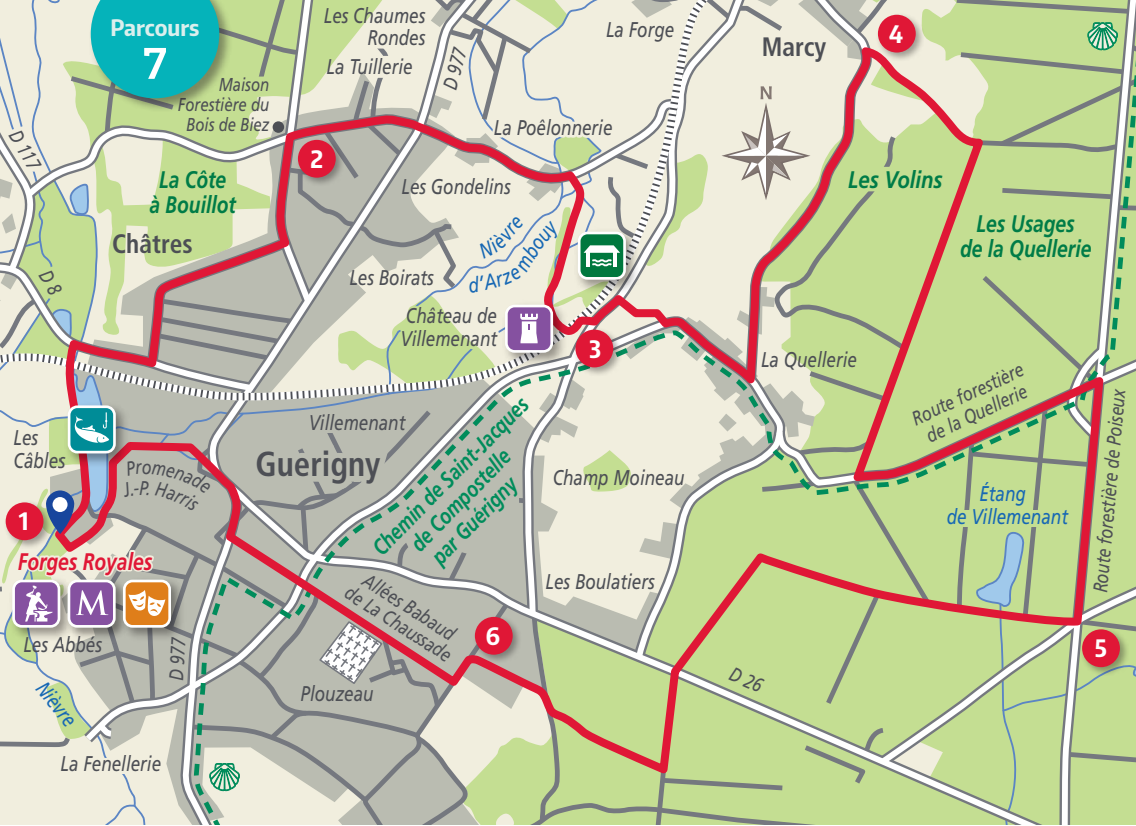 Parcours
7
Les Chaumes
Rondes
La Tuillerie
D 977
La Forge
Marcy
4
Maison
Forestière du
Bois de Biez
N
D 117
2
La Poêlonnerie
La Côte
à Bouillot
Les Gondelins
Les Volins
Châtres
Nièvre
d'Arzembouy
Les Usages
de la Quellerie
D 8
Les Boirats
Château de
Villemenant
3
La Quellerie
Route forestière
de la Quellerie
Villemenant
Les
Câbles
Promenade
J.-P. Harris
Guérigny
Chemin de Saint-Jacques
de Compostelle
par Guérigny
Champ Moineau
Étang
de Villemenant
Route forestière de Poiseux
1
Forges Royales
M
Les Abbés
Allées Babaud
de La Chaussade
Les Boulatiers
6
5
D 977
Plouzeau
D 26
Nièvre
La Fenellerie